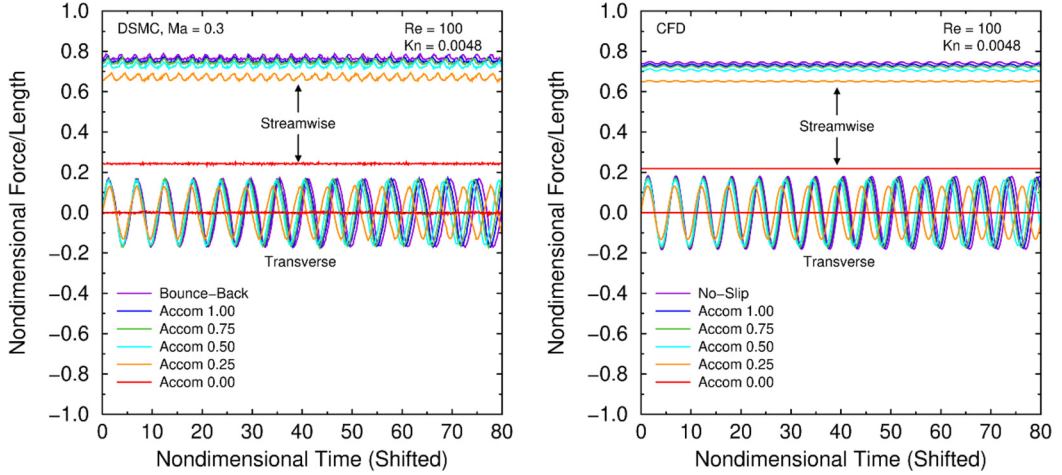 DSMC, Ma = 0.3
Re = 100
Kn = 0.0048
Nondimensional Force/Length
1.0
0.8
0.6
0.4
0.2
0.0
−0.2
−0.4
−0.6
−0.8
−1.0
Streamwise
Transverse
Bounce−Back
Accom 1.00
Accom 0.75
Accom 0.50
Accom 0.25
Accom 0.00
0 10 20 30 40 50 60 70 80
Nondimensional Time (Shifted)
CFD
Re = 100
Kn = 0.0048
Nondimensional Force/Length
1.0
0.8
0.6
0.4
0.2
0.0
−0.2
−0.4
−0.6
−0.8
−1.0
Streamwise
Transverse
No−Slip
Accom 1.00
Accom 0.75
Accom 0.50
Accom 0.25
Accom 0.00
0 10 20 30 40 50 60 70 80
Nondimensional Time (Shifted)